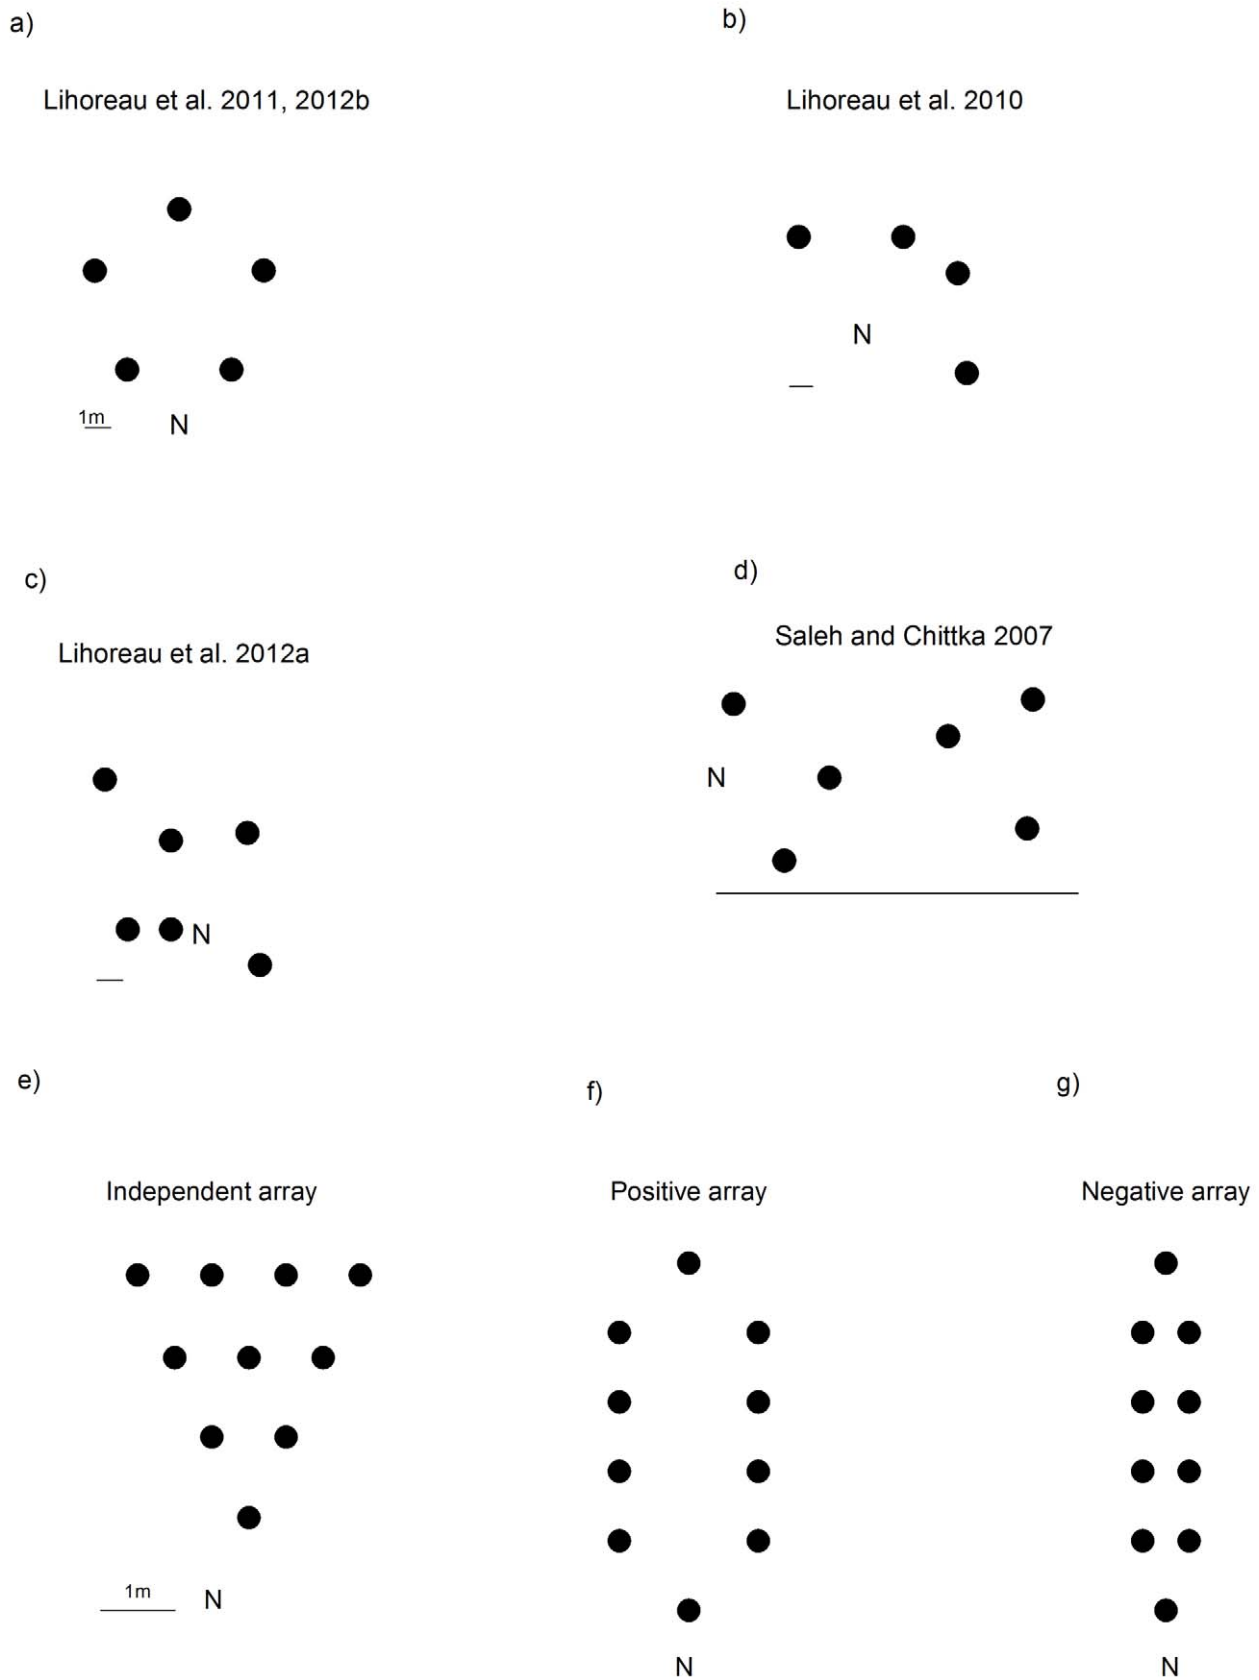 a)
Lihoreau et al. 2011, 2012b
1m
N
b)
Lihoreau et al. 2010
N
c)
Lihoreau et al. 2012a
N
d)
Saleh and Chittka 2007
N
e)
Independent array
1m
N
f)
Positive array
N
g)
Negative array
N